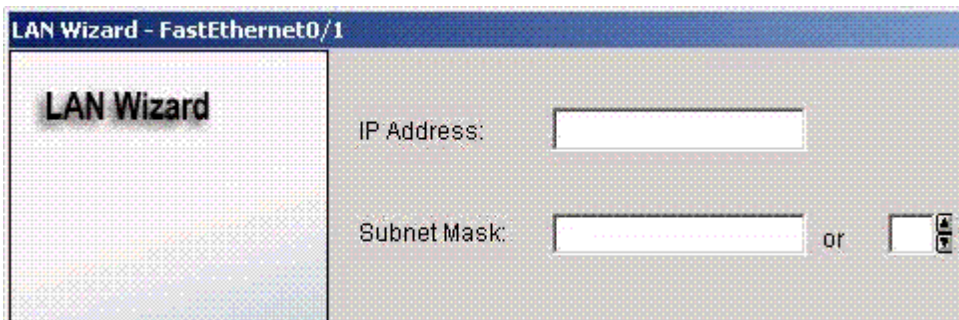 LAN Wizard - FastEthernet0/1
LAN Wizard
IP Address:
Subnet Mask:
or